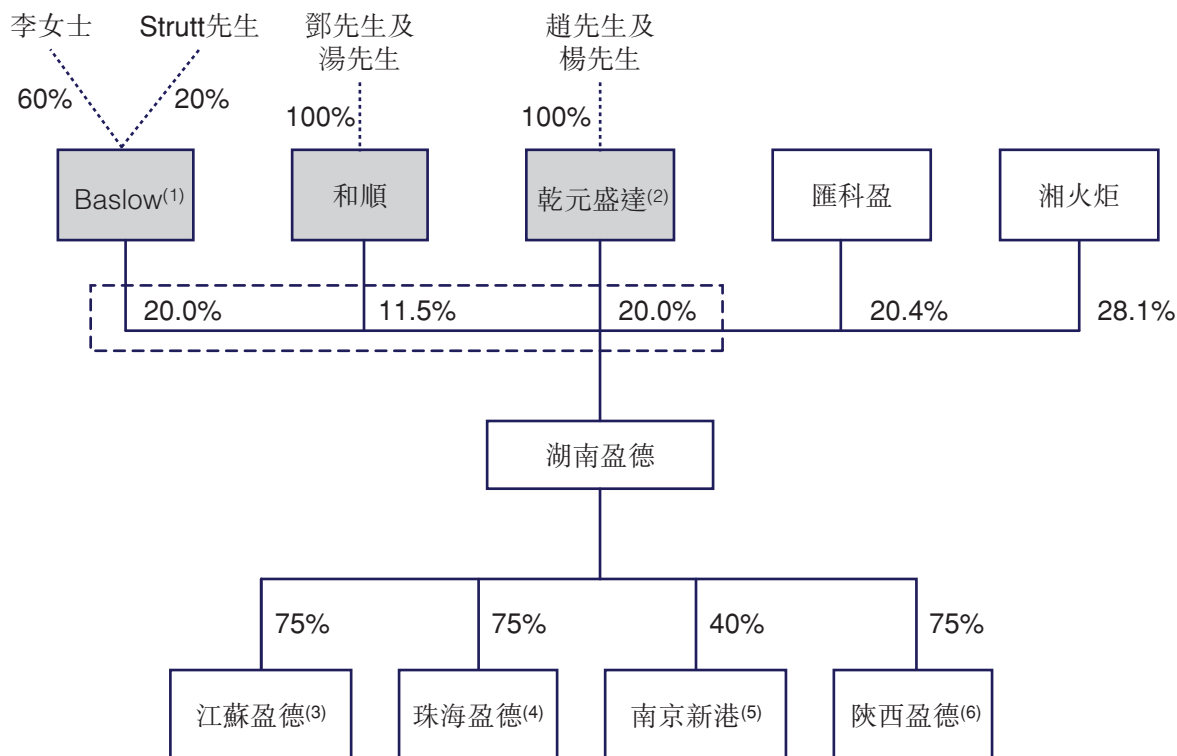 李女士
Strutt先生
鄧先生及
湯先生
趙先生及
楊先生
60%
20%
100%
100%
Baslow(1)
和順
乾元盛達(2)
匯科盈
湘火炬
20.0%
11.5%
20.0%
20.4%
28.1%
湖南盈德
75%
75%
40%
75%
江蘇盈德(3)
珠海盈德(4)
南京新港(5)
陝西盈德(6)